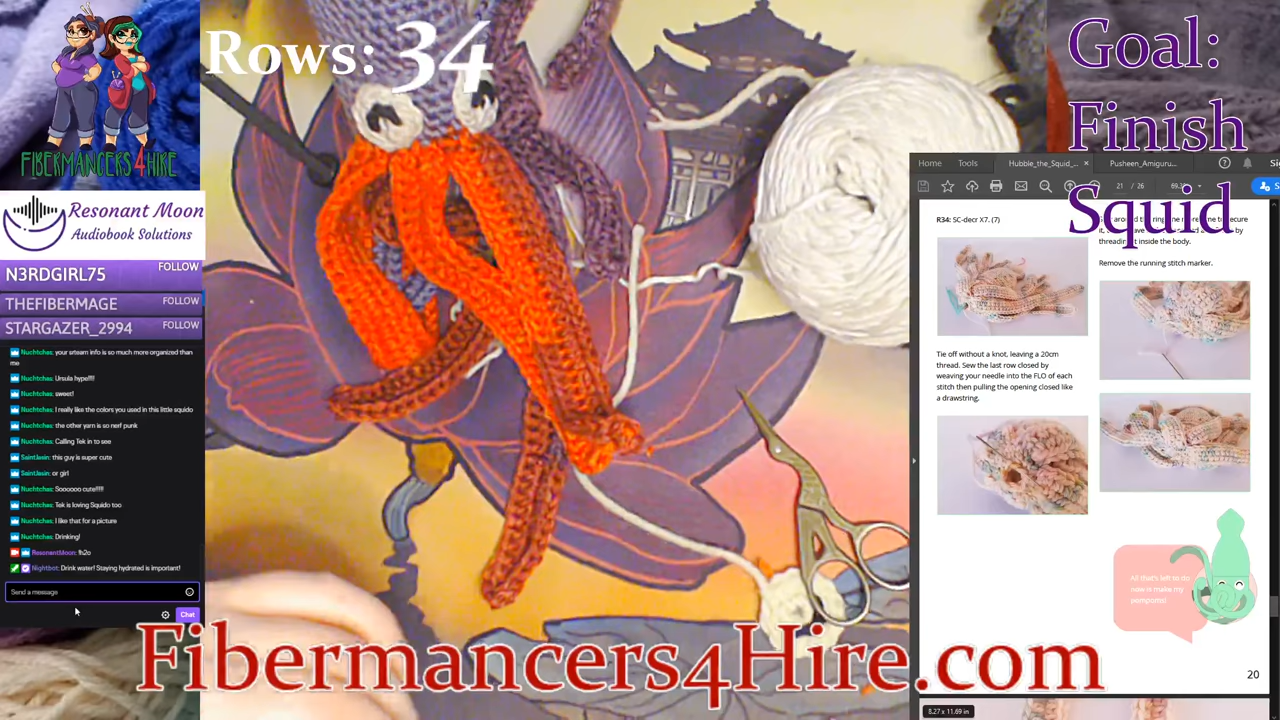 FIBERMANCERS4HIRE
Resonant Moon
Audiobook Solutions
N3RDGIRL75 FOLLOW
THEFIBERMAGE FOLLOW
STARGAZER_2994 FOLLOW
Nuchtchas: your srteam info is so much more organized than
me
Nuchtchas: Ursula hype!!!!
Nuchtchas: sweet!
Nuchtchas: I really like the colors you used in this little squido
Nuchtchas: the other yarn is so nerf punk
Nuchtchas: Calling Tek in to see
SaintJasin: this guy is super cute
SaintJasin: or girl
Nuchtchas: Soooooo cute!!!!!
Nuchtchas: Tek is loving Squido too
Nuchtchas: I like that for a picture
Nuchtchas: Drinking!
ResonantMoon: !h2o
Nightbot: Drink water! Staying hydrated is important!
Send a message
Chat
Rows: 34
Goal:
Finish
Squid
Home Tools Hubble_the_Squid_... × Pusheen_Amiguru...
21 / 26
R34: SC-decr X7. (7)
Tie off without a knot, leaving a 20cm
thread. Sew the last row closed by
weaving your needle into the FLO of each
stitch then pulling the opening closed like
a drawstring.
threading it inside the body.
Remove the running stitch marker.
All that's left to do
now is make my
pompoms!
20
8.27 x 11.69 in
Fibermancers4Hire.com